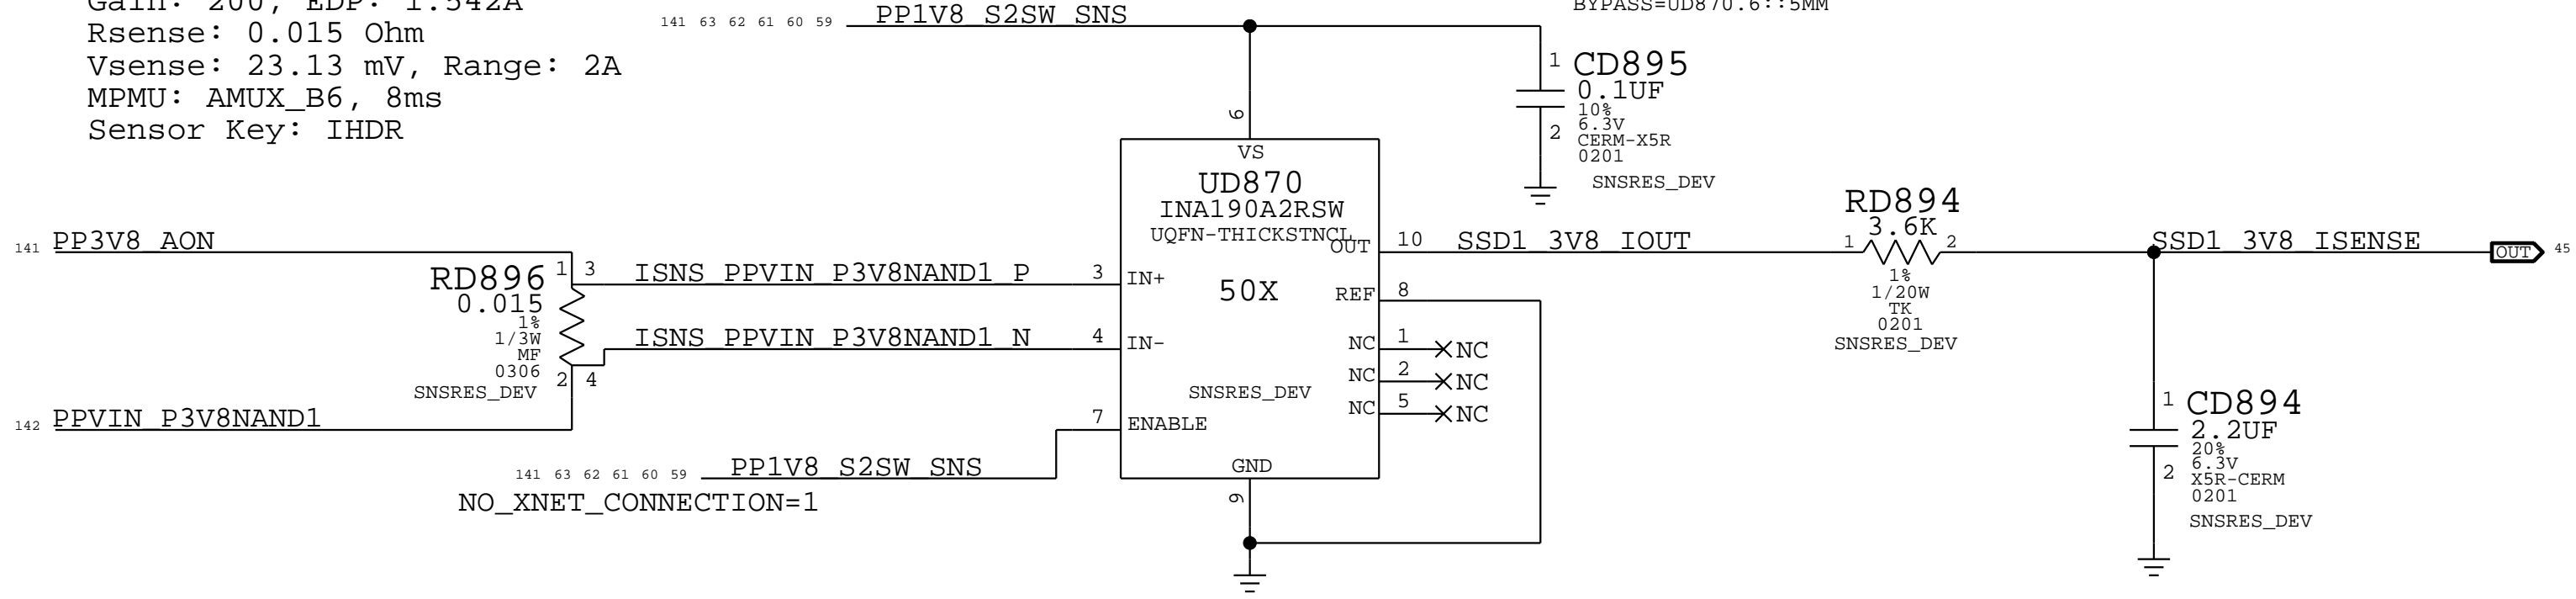 Gain: 200, EDP: 1.542A
Rsense: 0.015 Ohm
Vsense: 23.13 mV, Range: 2A
MPMU: AMUX_B6, 8ms
Sensor Key: IHDR
141 63 62 61 60 59
PP1V8_S2SW_SNS
BYPASS=UD870.6::5MM
1
CD895
0.1UF
10%
6.3V
2
CERM-X5R
0201
SNSRES_DEV
6
VS
UD870
INA190A2RSW
UQFN-THICKSTNCL
50X
SNSRES_DEV
141 PP3V8_AON
RD896
0.015
1%
1/3W
MF
0306
SNSRES_DEV
1 3
2 4
ISNS_PPVIN_P3V8NAND1_P
3 IN+
ISNS_PPVIN_P3V8NAND1_N
4 IN-
142 PPVIN_P3V8NAND1
7 ENABLE
141 63 62 61 60 59
PP1V8_S2SW_SNS
NO_XNET_CONNECTION=1
GND
9
OUT 10 SSD1_3V8_IOUT
REF 8
NC 1 NC
NC 2 NC
NC 5 NC
RD894
3.6K
1 2
1%
1/20W
TK
0201
SNSRES_DEV
SSD1_3V8_ISENSE
OUT 45
1
CD894
2.2UF
20%
6.3V
2
X5R-CERM
0201
SNSRES_DEV